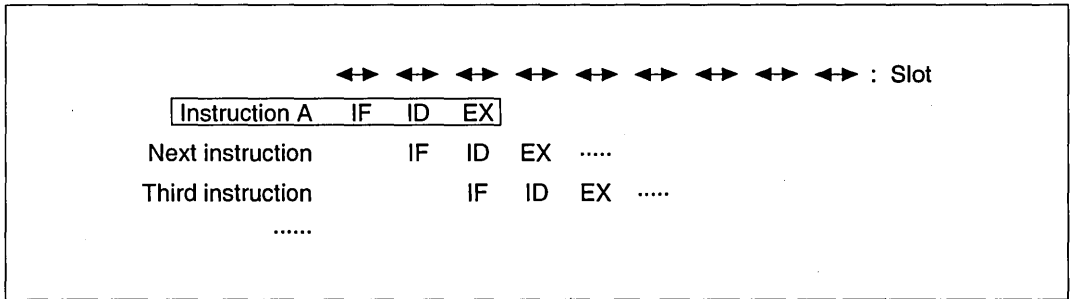 : Slot
Instruction A IF ID EX
Next instruction IF ID EX .....
Third instruction IF ID EX .....
......